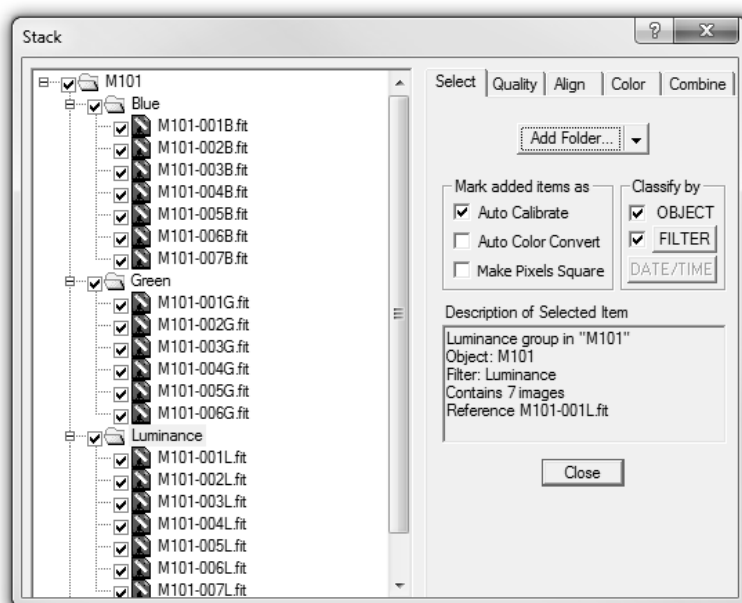 Stack
M101
Blue
M101-001B.fit
M101-002B.fit
M101-003B.fit
M101-004B.fit
M101-005B.fit
M101-006B.fit
M101-007B.fit
Green
M101-001G.fit
M101-002G.fit
M101-003G.fit
M101-004G.fit
M101-005G.fit
M101-006G.fit
Luminance
M101-001L.fit
M101-002L.fit
M101-003L.fit
M101-004L.fit
M101-005L.fit
M101-006L.fit
M101-007L.fit
Select Quality Align Color Combine
Add Folder...
Mark added items as
Auto Calibrate
Auto Color Convert
Make Pixels Square
Classify by
OBJECT
FILTER
DATE/TIME
Description of Selected Item
Luminance group in "M101"
Object: M101
Filter: Luminance
Contains 7 images
Reference M101-001L.fit
Close